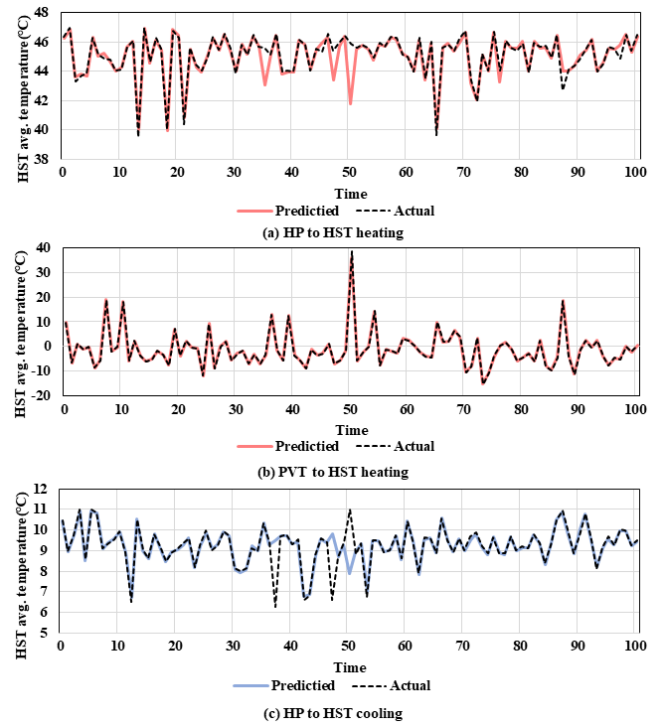 HST avg. temperature(℃)
48
46
44
42
40
38
0 10 20 30 40 50 60 70 80 90 100
Time
Predictied Actual
(a) HP to HST heating
HST avg. temperature(℃)
40
30
20
10
0
-10
-20
0 10 20 30 40 50 60 70 80 90 100
Time
Predictied Actual
(b) PVT to HST heating
HST avg. temperature(℃)
12
11
10
9
8
7
6
5
0 10 20 30 40 50 60 70 80 90 100
Time
Predictied Actual
(c) HP to HST cooling